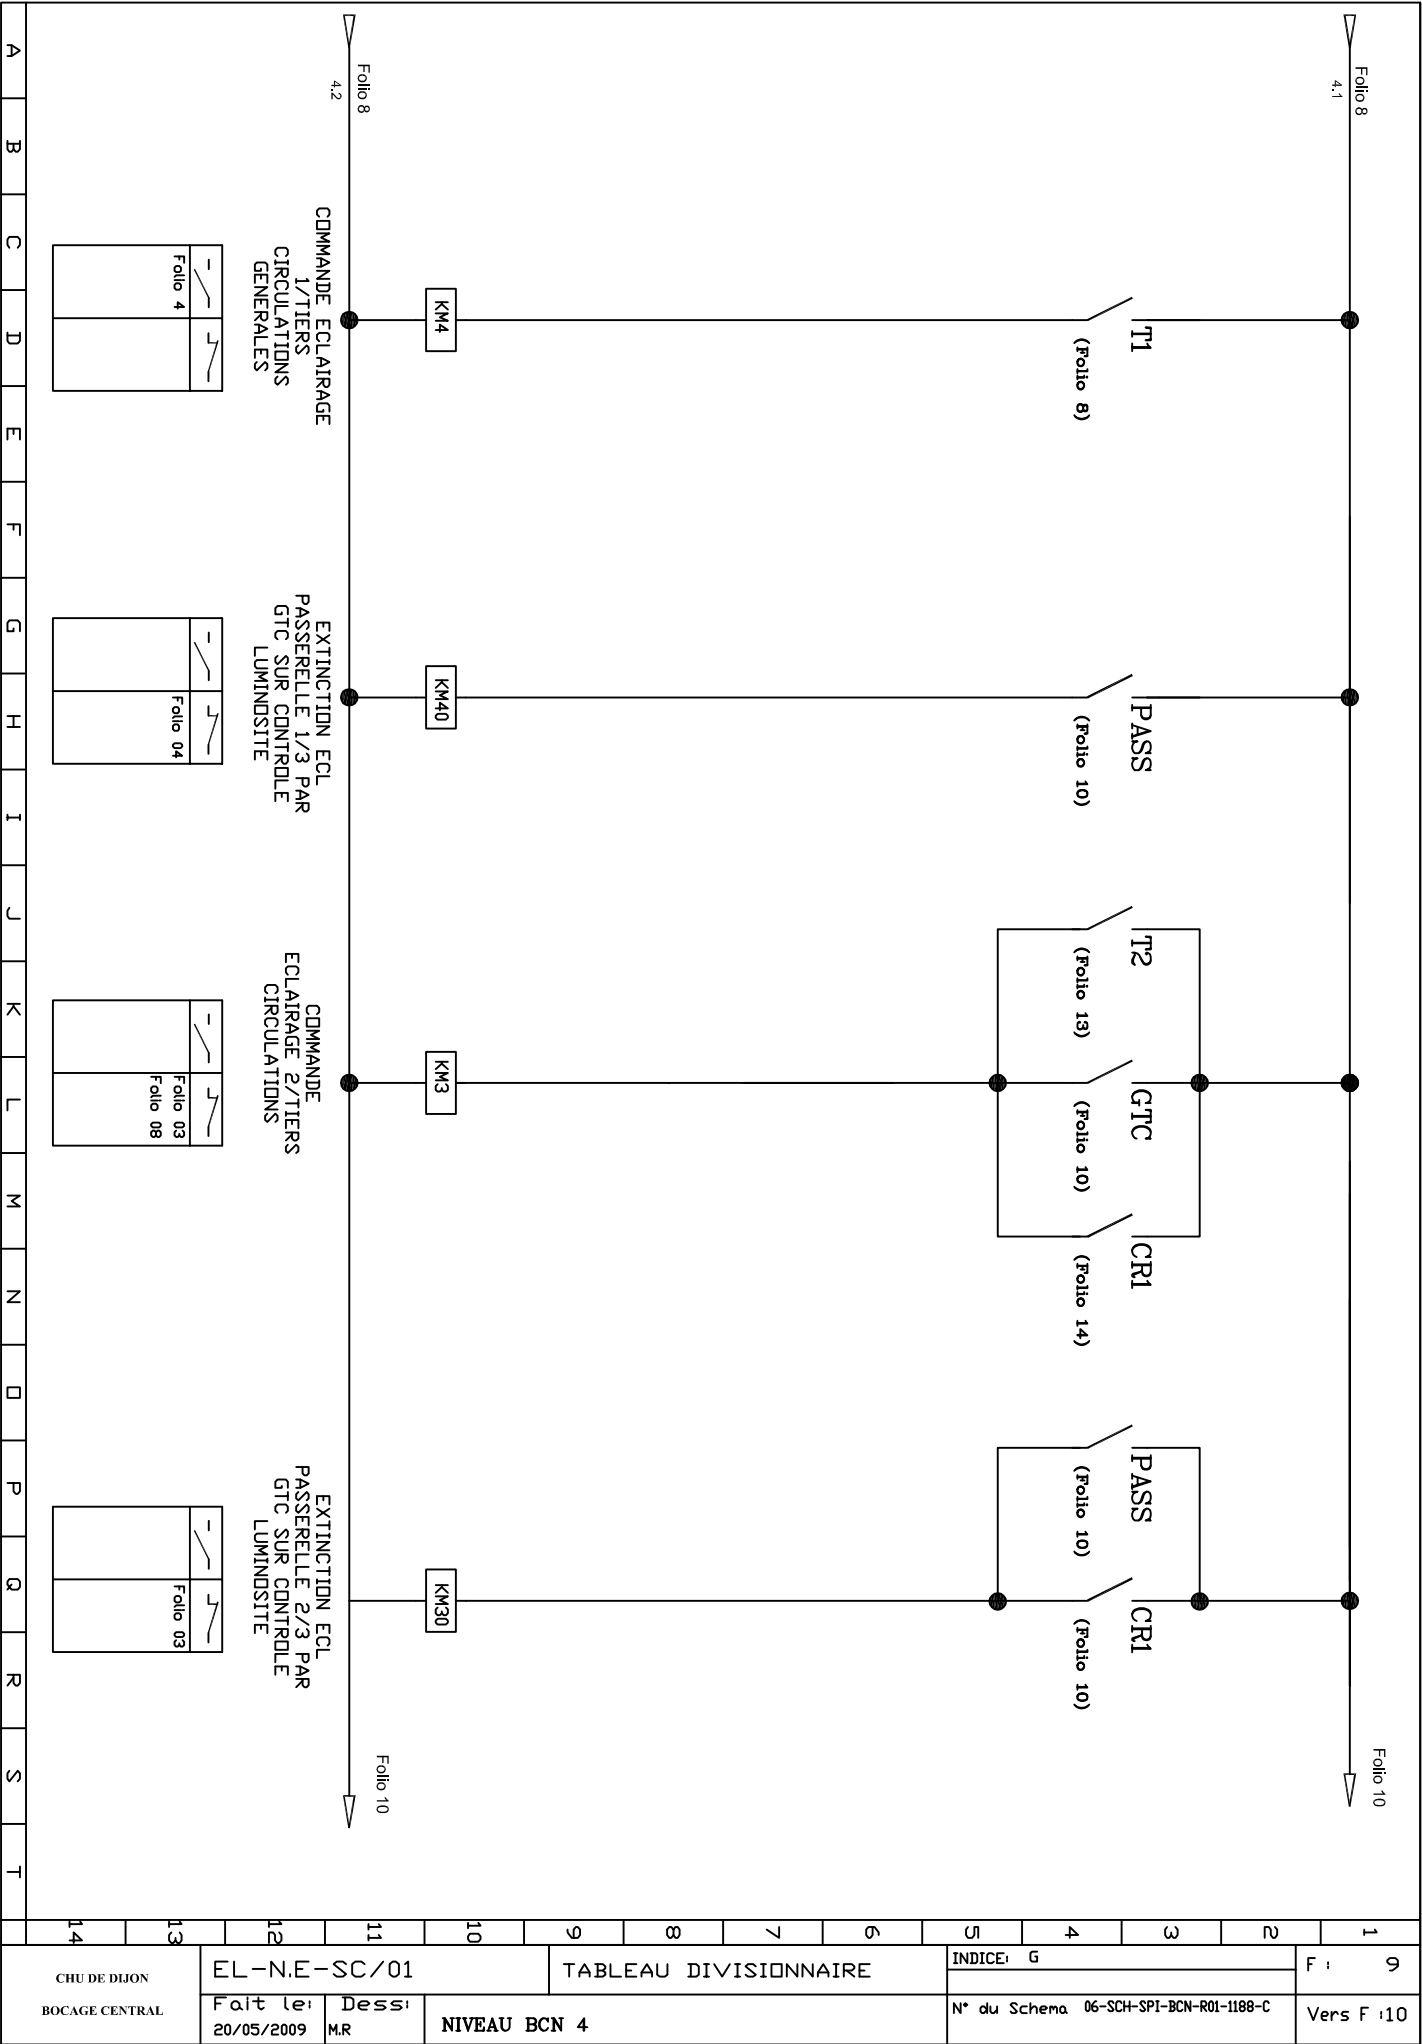 Folio 8
4.1
Folio 10
T1
(Folio 8)
PASS
(Folio 10)
T2
(Folio 13)
GTC
(Folio 10)
CR1
(Folio 14)
PASS
(Folio 10)
CR1
(Folio 10)
KM4
KM40
KM3
KM30
Folio 8
4.2
Folio 10
COMMANDE ECLAIRAGE
1/TIERS
CIRCULATIONS
GENERALES
EXTINCTION ECL
PASSERELLE 1/3 PAR
GTC SUR CONTROLE
LUMINOSITE
COMMANDE
ECLAIRAGE 2/TIERS
CIRCULATIONS
EXTINCTION ECL
PASSERELLE 2/3 PAR
GTC SUR CONTROLE
LUMINOSITE
Folio 4
Folio 04
Folio 03
Folio 08
Folio 03
A B C D E F G H I J K L M N O P Q R S T
1 2 3 4 5 6 7 8 9 10 11 12 13 14
CHU DE DIJON
BOCAGE CENTRAL
EL-N.E-SC/01
Fait le:
20/05/2009
Dess:
M.R
TABLEAU DIVISIONNAIRE
NIVEAU BCN 4
INDICE: G
N° du Schema 06-SCH-SPI-BCN-R01-1188-C
F : 9
Vers F :10